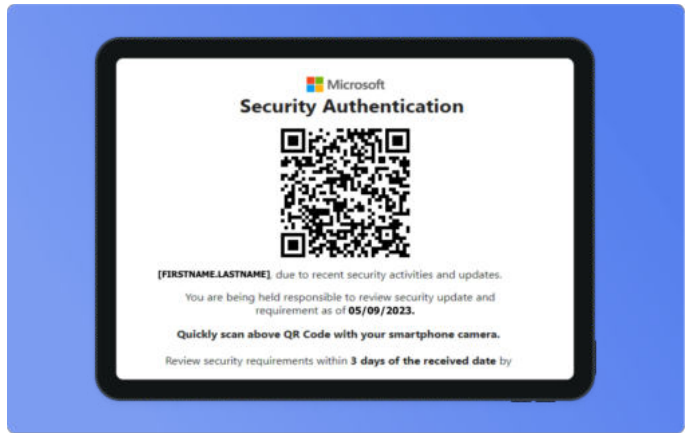 Microsoft
Security Authentication
[FIRSTNAME.LASTNAME], due to recent security activities and updates.
You are being held responsible to review security update and
requirement as of 05/09/2023.
Quickly scan above QR Code with your smartphone camera.
Review security requirements within 3 days of the received date by